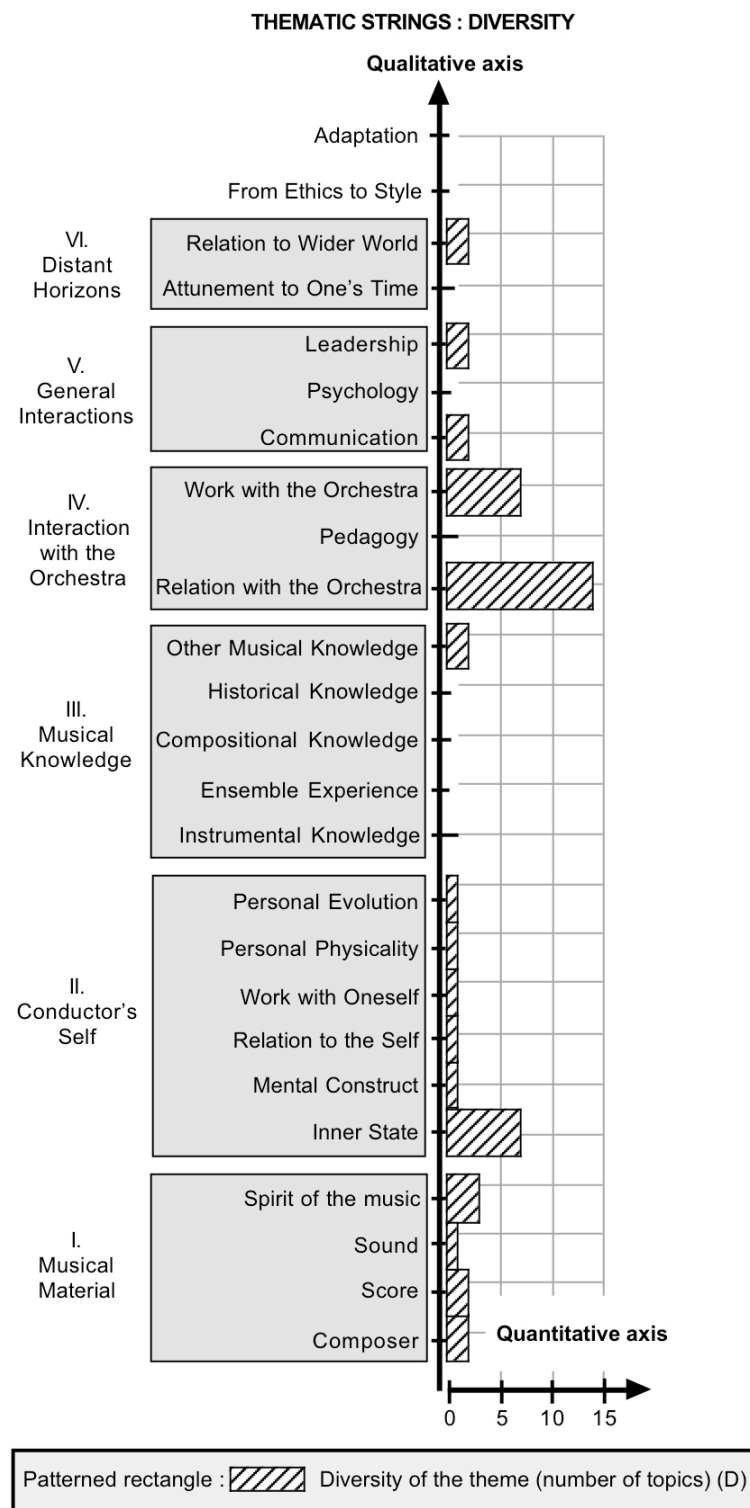 THEMATIC STRINGS : DIVERSITY
Qualitative axis
Adaptation
From Ethics to Style
VI.
Distant
Horizons
Relation to Wider World
Attunement to One's Time
V.
General
Interactions
Leadership
Psychology
Communication
IV.
Interaction
with the
Orchestra
Work with the Orchestra
Pedagogy
Relation with the Orchestra
III.
Musical
Knowledge
Other Musical Knowledge
Historical Knowledge
Compositional Knowledge
Ensemble Experience
Instrumental Knowledge
II.
Conductor's
Self
Personal Evolution
Personal Physicality
Work with Oneself
Relation to the Self
Mental Construct
Inner State
I.
Musical
Material
Spirit of the music
Sound
Score
Composer
Quantitative axis
0 5 10 15
Patterned rectangle : Diversity of the theme (number of topics) (D)